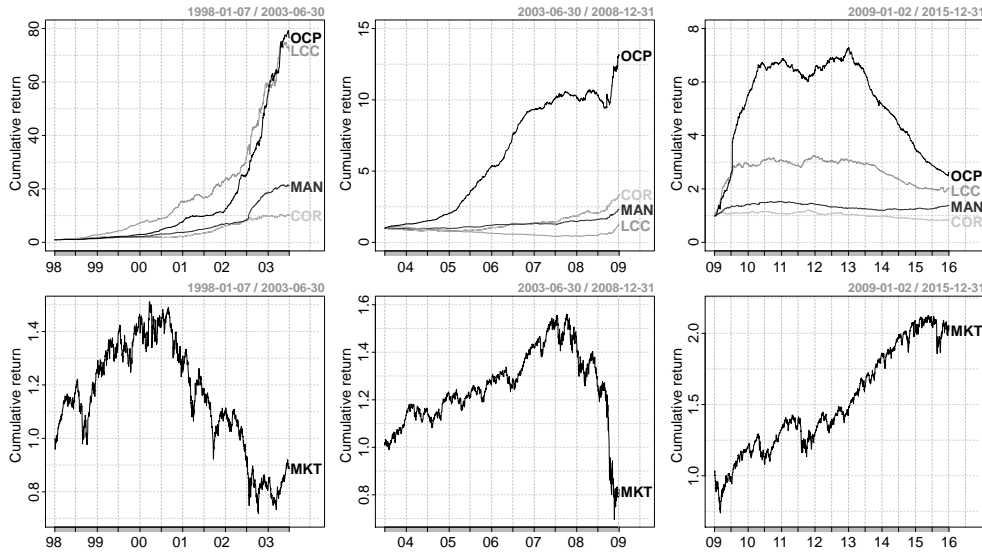 1998-01-07 / 2003-06-30
Cumulative return
0 20 40 60 80
OCP
LCC
MAN
COR
98 99 00 01 02 03
2003-06-30 / 2008-12-31
Cumulative return
0 5 10 15
OCP
COR
MAN
LCC
04 05 06 07 08 09
2009-01-02 / 2015-12-31
Cumulative return
0 2 4 6 8
OCP
LCC
MAN
COR
09 10 11 12 13 14 15 16
1998-01-07 / 2003-06-30
Cumulative return
0.8 1.0 1.2 1.4
MKT
98 99 00 01 02 03
2003-06-30 / 2008-12-31
Cumulative return
0.8 1.0 1.2 1.4 1.6
MKT
04 05 06 07 08 09
2009-01-02 / 2015-12-31
Cumulative return
1.0 1.5 2.0
MKT
09 10 11 12 13 14 15 16